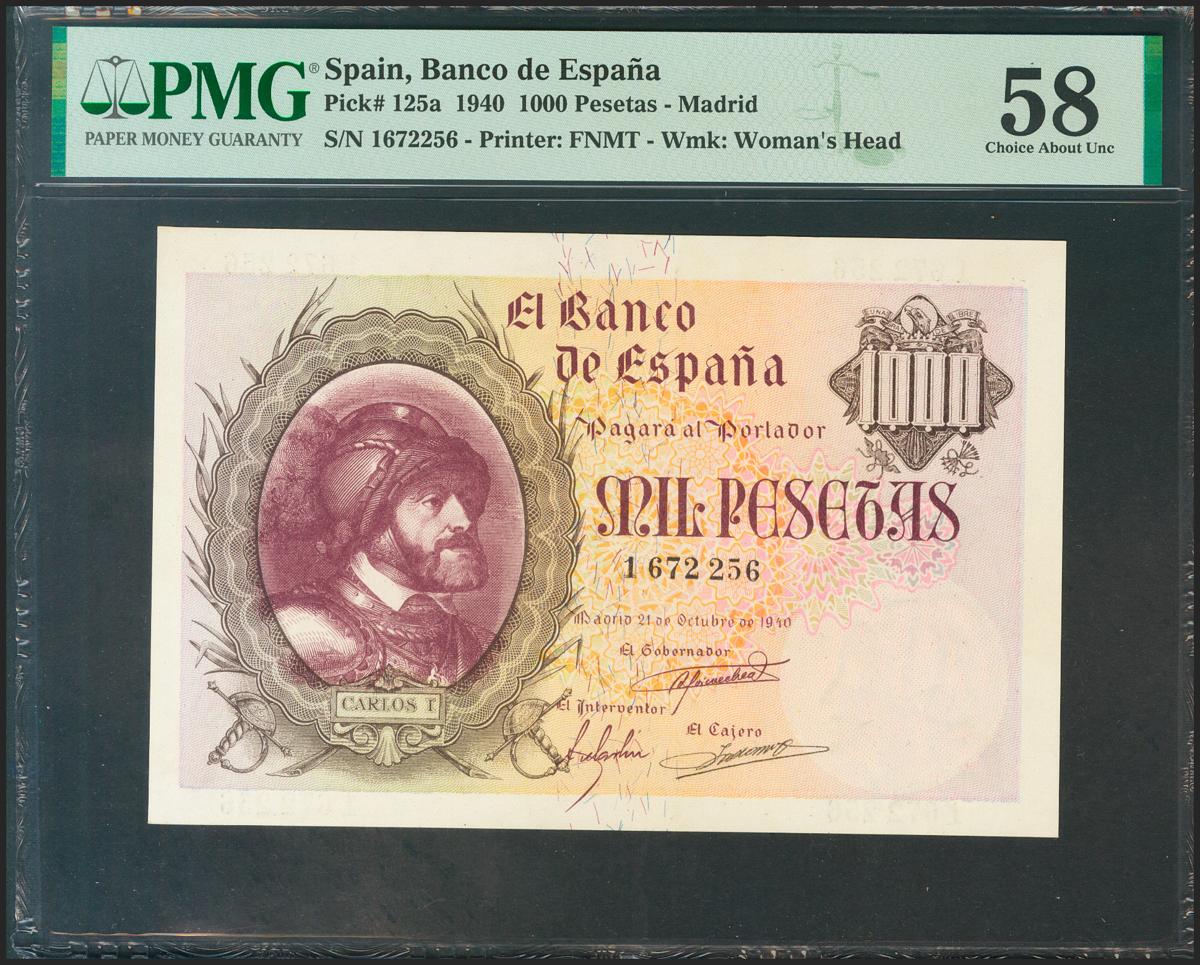 PMG®
PAPER MONEY GUARANTY
Spain, Banco de España
Pick# 125a 1940 1000 Pesetas - Madrid
S/N 1672256 - Printer: FNMT - Wmk: Woman's Head
58
Choice About Unc
El Banco
de España
Pagará al Portador
MIL PESETAS
1 672 256
Madrid 21 de Octubre de 1940
El Gobernador
El Interventor
El Cajero
CARLOS I
UNA
LIBRE
1000